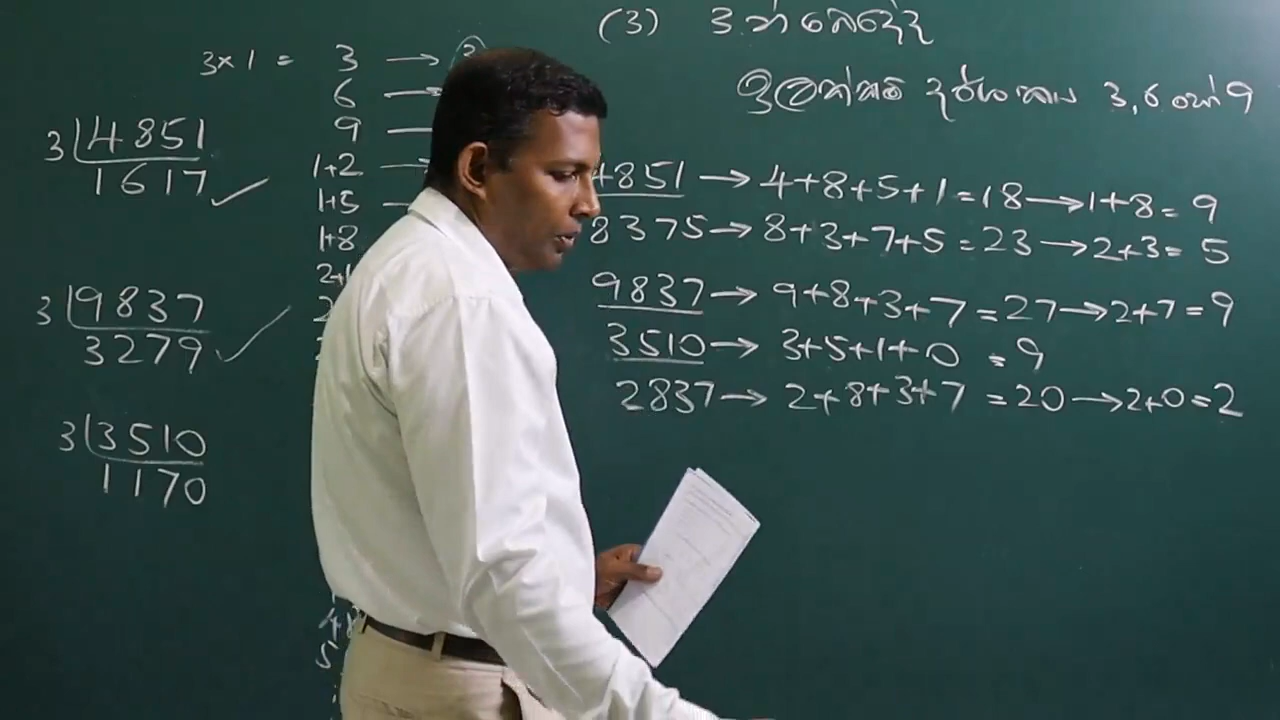 (3) 3 න් බෙදේද
ඉලක්කම් දර්ශකය 3, 6 හෝ 9
3×1 = 3 →
6 →
9
1+2
1+5
1+8
3 4851
1617 ✓
3 9837
3279 ✓
3 3510
1170
4851 → 4+8+5+1 = 18 → 1+8 = 9
8375 → 8+3+7+5 = 23 → 2+3 = 5
9837 → 9+8+3+7 = 27 → 2+7 = 9
3510 → 3+5+1+0 = 9
2837 → 2+8+3+7 = 20 → 2+0 = 2